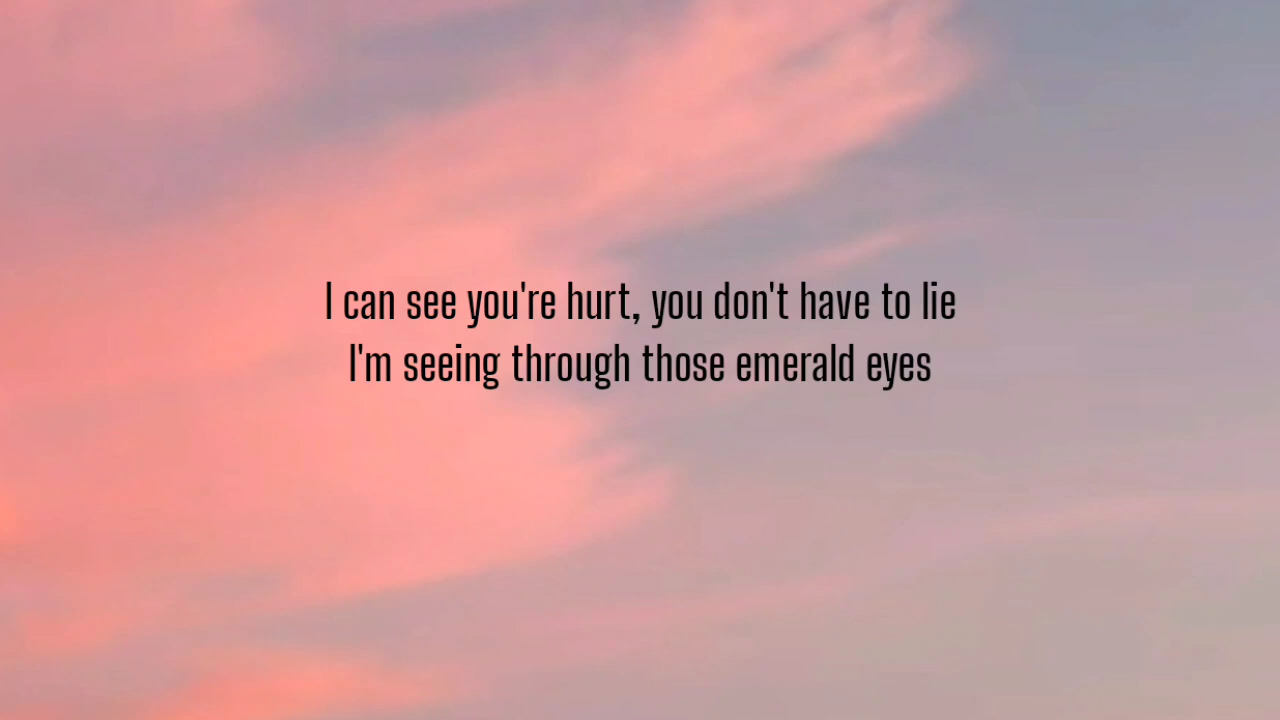 I can see you're hurt, you don't have to lie
I'm seeing through those emerald eyes